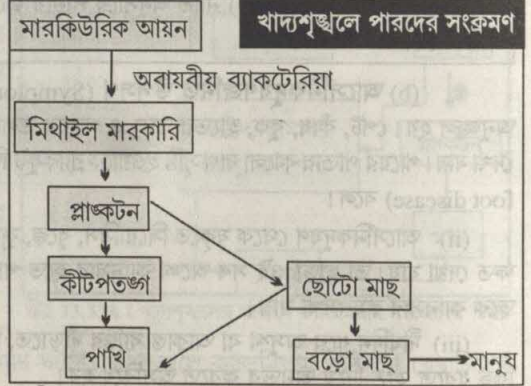 মারকিউরিক আয়ন
খাদ্যশৃঙ্খলে পারদের সংক্রমণ
অবায়বীয় ব্যাকটেরিয়া
মিথাইল মারকারি
প্লাঙ্কটন
কীটপতঙ্গ
ছোটো মাছ
পাখি
বড়ো মাছ
মানুষ